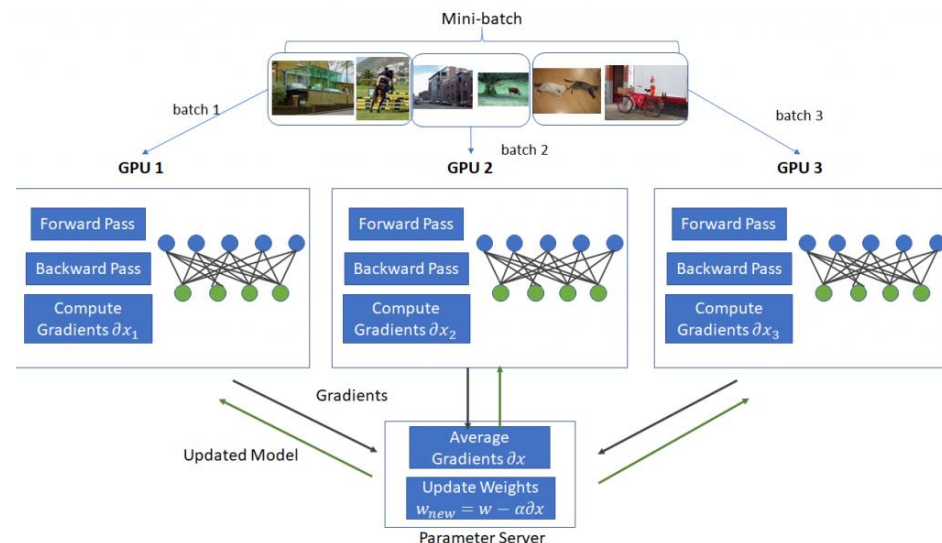 Mini-batch
batch 1
batch 2
batch 3
GPU 1
GPU 2
GPU 3
Forward Pass
Backward Pass
Compute
Gradients ∂x₁
Forward Pass
Backward Pass
Compute
Gradients ∂x₂
Forward Pass
Backward Pass
Compute
Gradients ∂x₃
Gradients
Updated Model
Average
Gradients ∂x
Update Weights
w_new = w − α∂x
Parameter Server